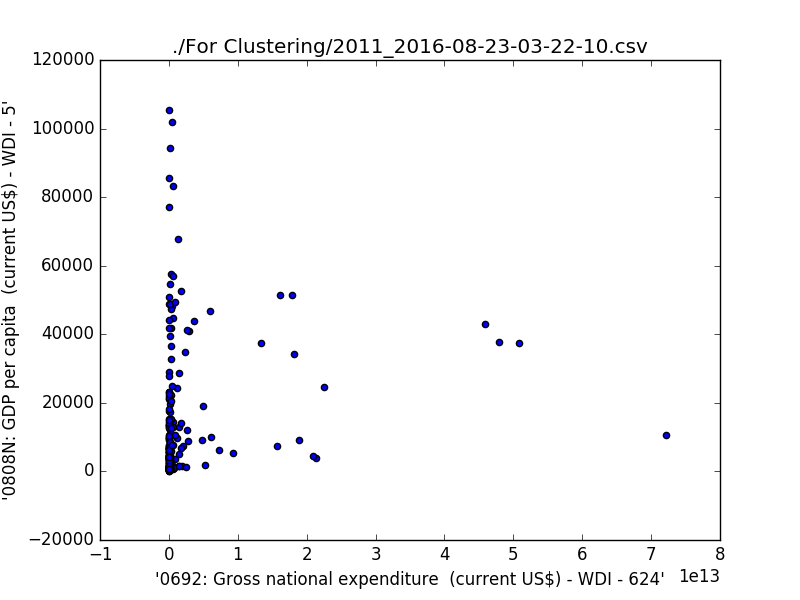 ./For Clustering/2011_2016-08-23-03-22-10.csv
120000
100000
80000
60000
40000
20000
0
−20000
'0808N: GDP per capita  (current US$) - WDI - 5'
−1 0 1 2 3 4 5 6 7 8
1e13
'0692: Gross national expenditure  (current US$) - WDI - 624'